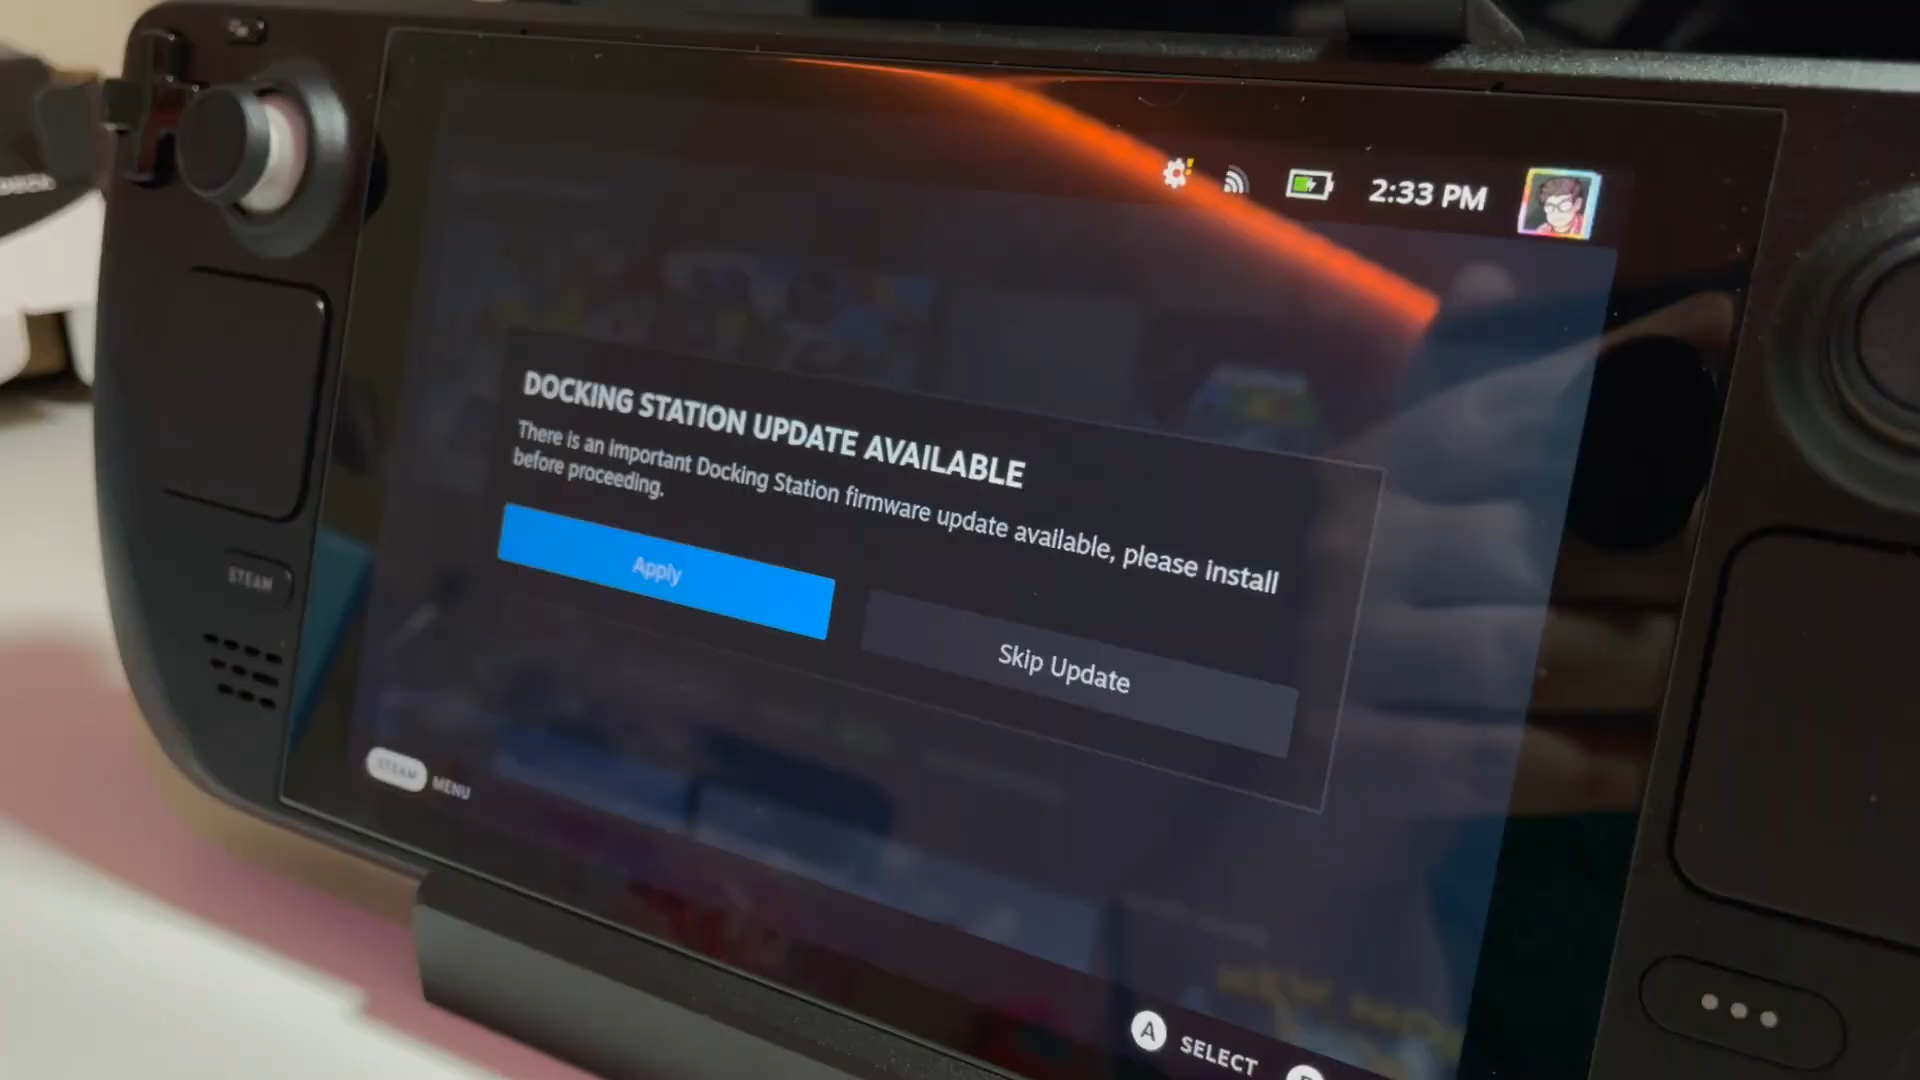 2:33 PM
DOCKING STATION UPDATE AVAILABLE
There is an important Docking Station firmware update available, please install
before proceeding.
Apply
Skip Update
STEAM
STEAM MENU
A SELECT